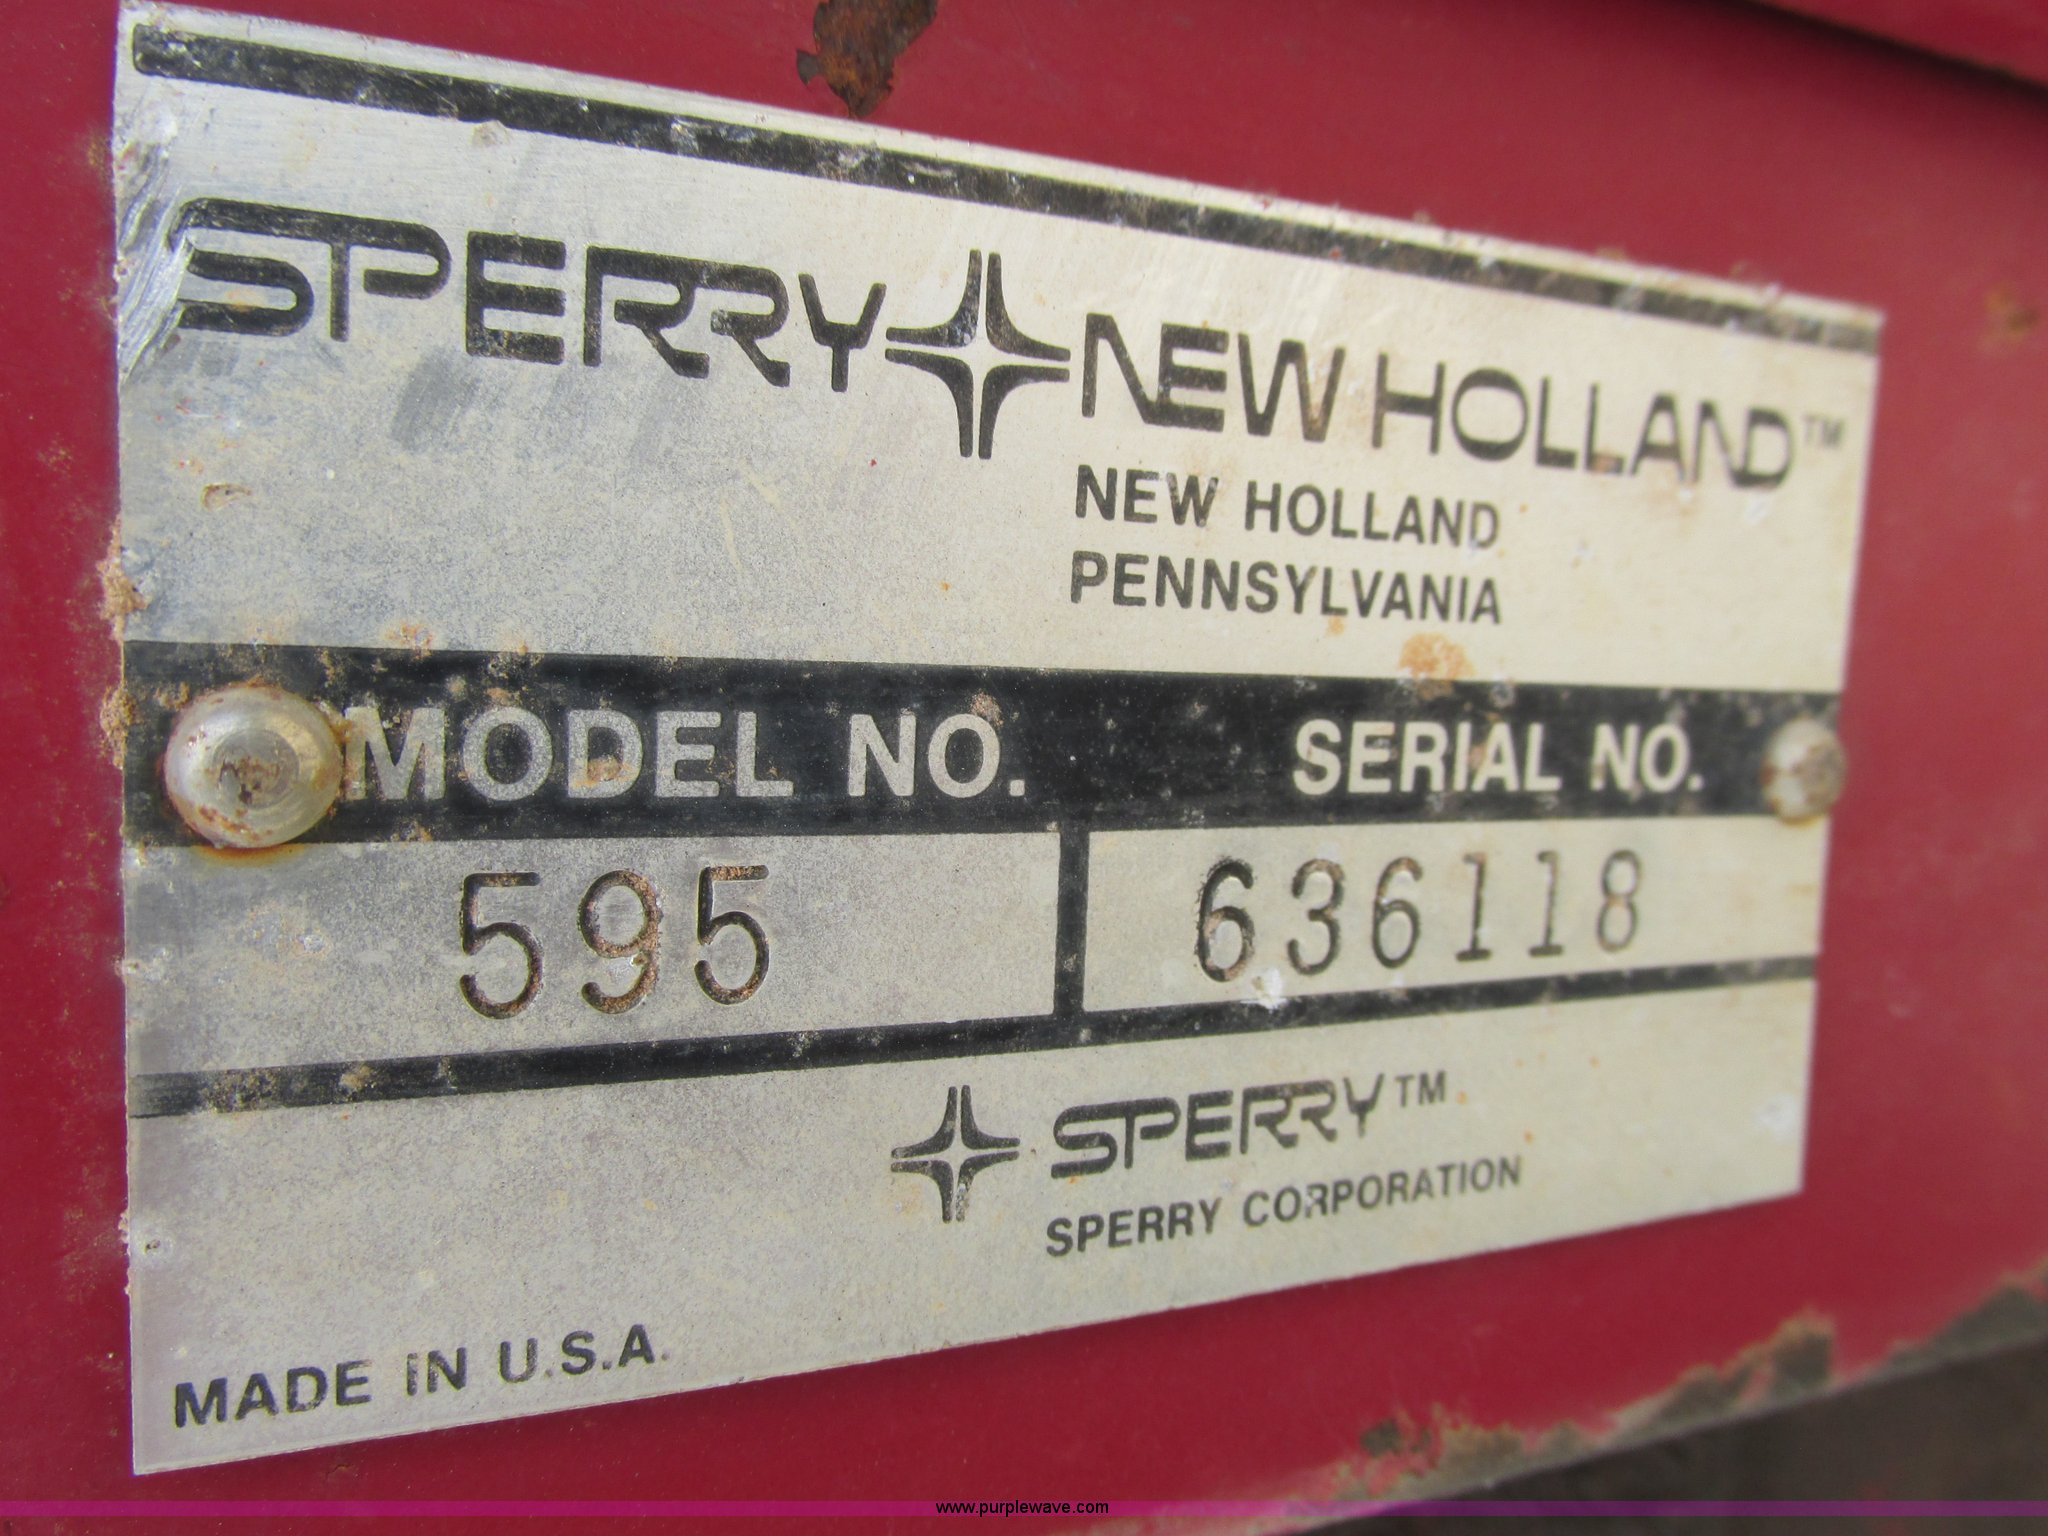 SPERRY NEW HOLLAND™
NEW HOLLAND
PENNSYLVANIA
MODEL NO. SERIAL NO.
595 636118
SPERRY™
SPERRY CORPORATION
MADE IN U.S.A.
www.purplewave.com